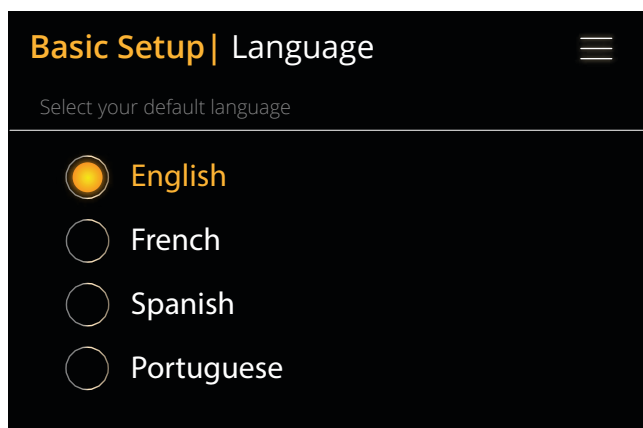 Basic Setup| Language
Select your default language
English
French
Spanish
Portuguese